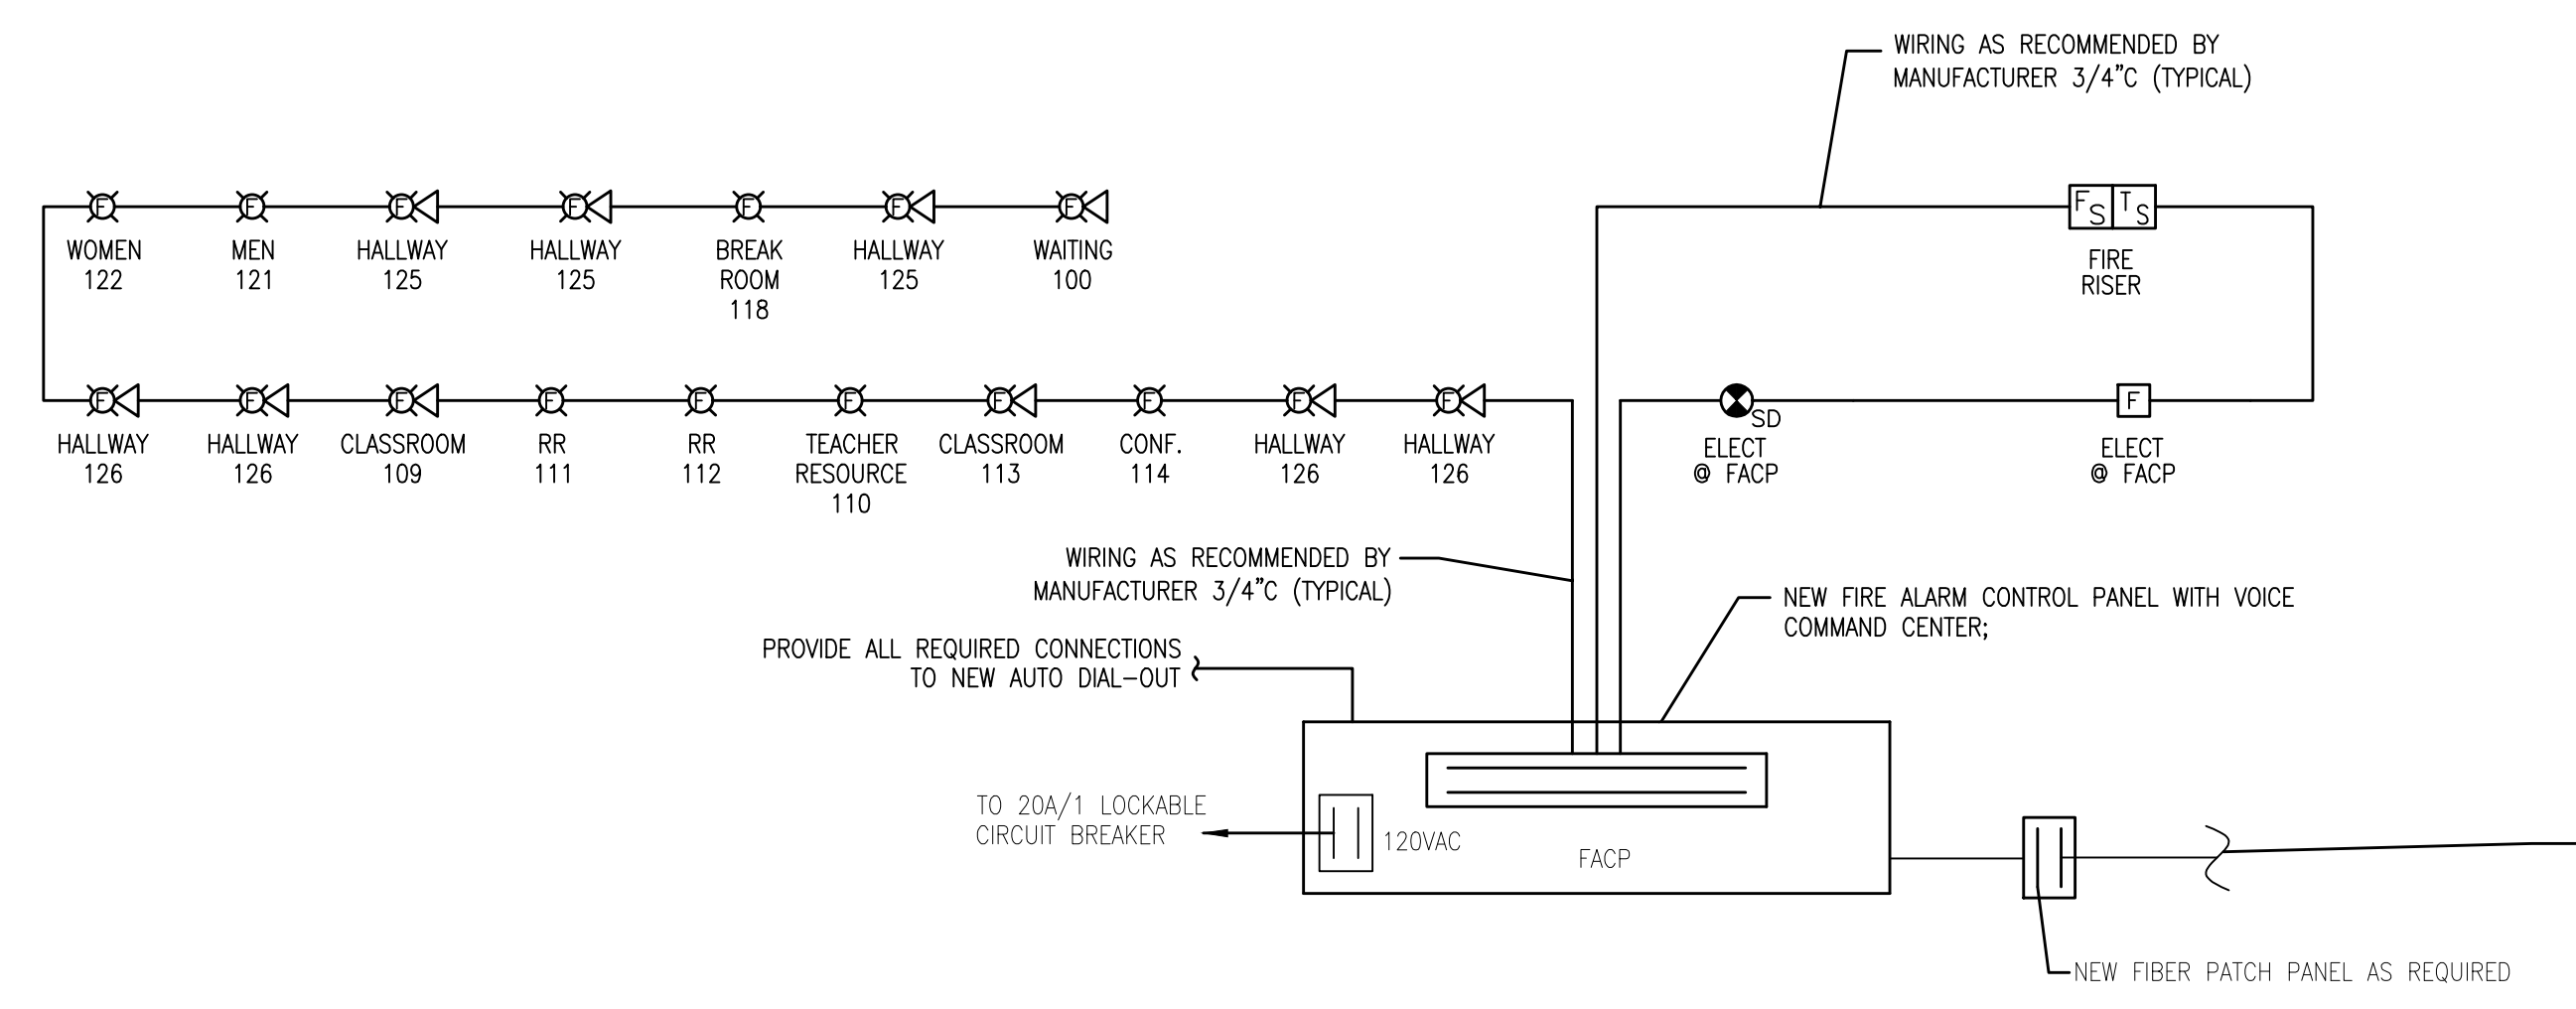 WIRING AS RECOMMENDED BY
MANUFACTURER 3/4"C (TYPICAL)
F F F F F F F
WOMEN
122
MEN
121
HALLWAY
125
HALLWAY
125
BREAK
ROOM
118
HALLWAY
125
WAITING
100
FS TS
FIRE
RISER
F F F F F F F F F F
HALLWAY
126
HALLWAY
126
CLASSROOM
109
RR
111
RR
112
TEACHER
RESOURCE
110
CLASSROOM
113
CONF.
114
HALLWAY
126
HALLWAY
126
SD
ELECT
@ FACP
F
ELECT
@ FACP
WIRING AS RECOMMENDED BY
MANUFACTURER 3/4"C (TYPICAL)
NEW FIRE ALARM CONTROL PANEL WITH VOICE
COMMAND CENTER;
PROVIDE ALL REQUIRED CONNECTIONS
TO NEW AUTO DIAL-OUT
TO 20A/1 LOCKABLE
CIRCUIT BREAKER
120VAC
FACP
NEW FIBER PATCH PANEL AS REQUIRED